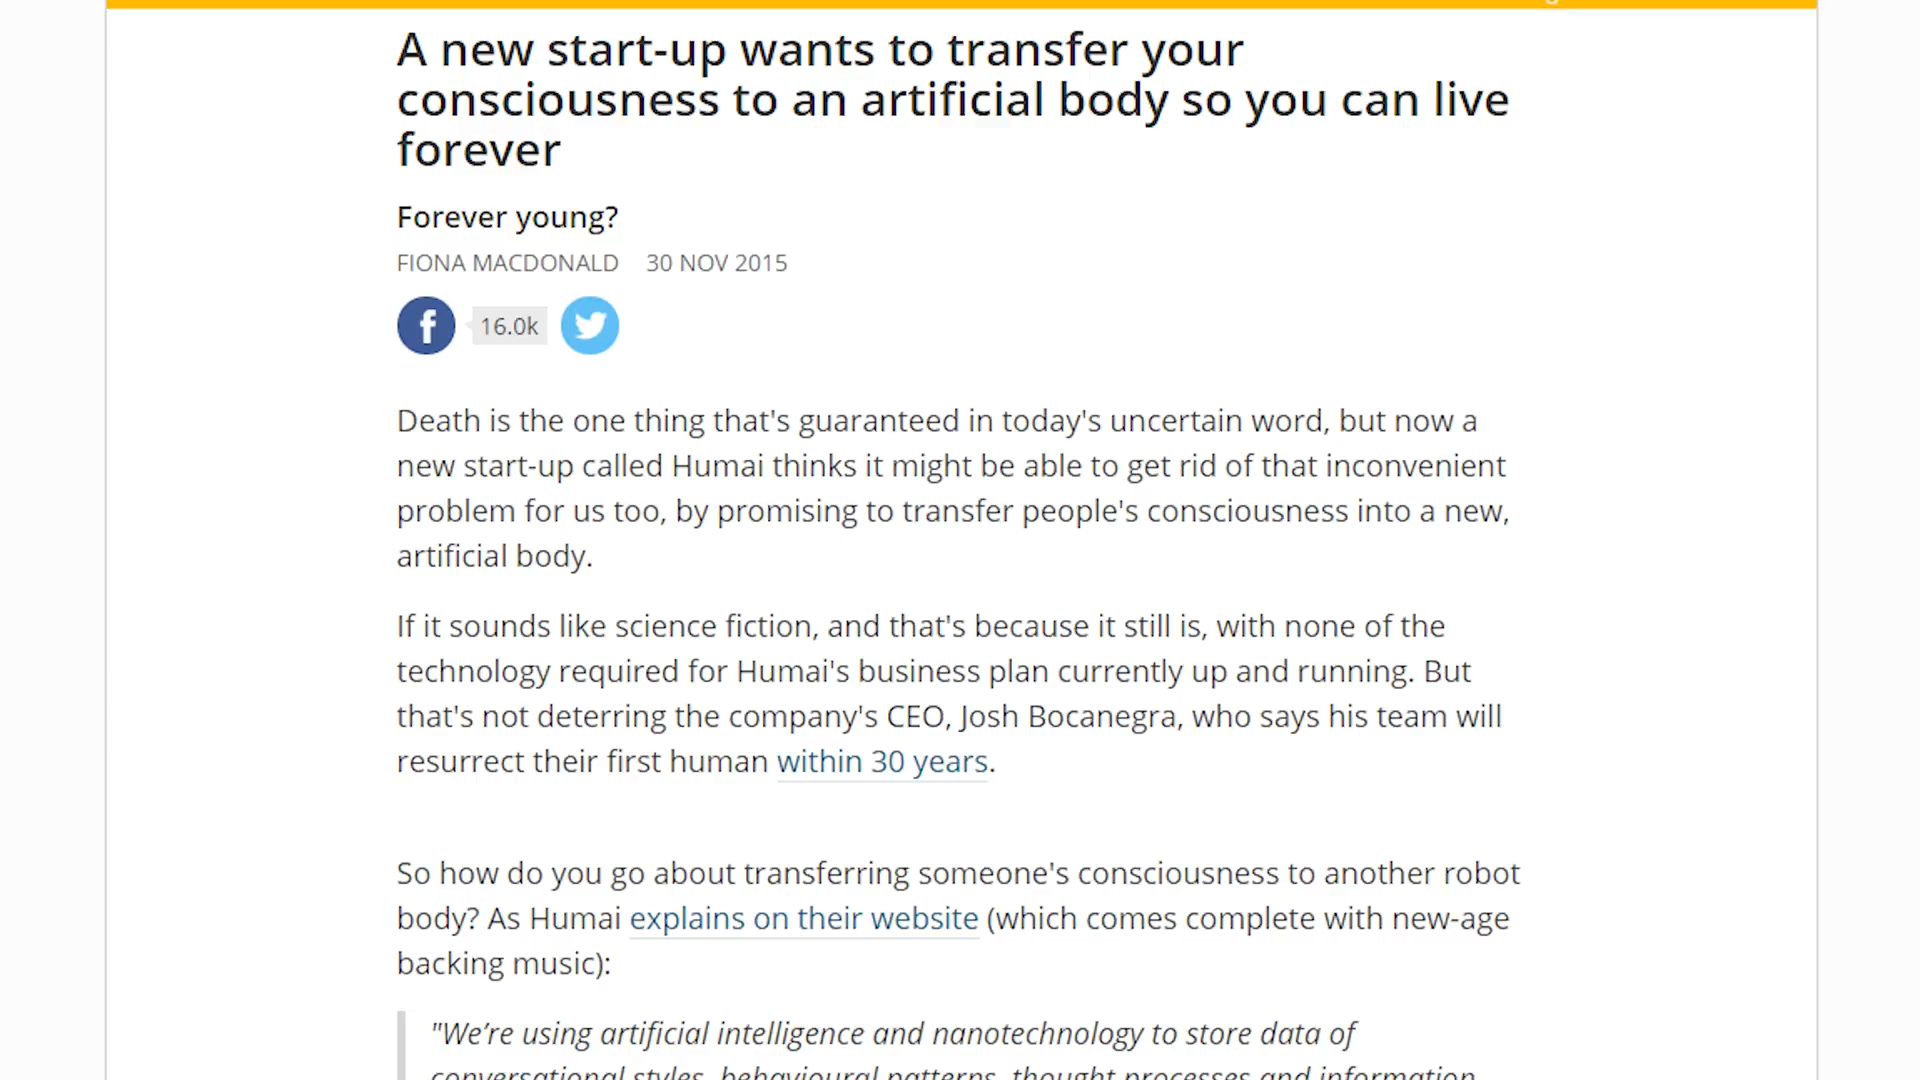 A new start-up wants to transfer your
consciousness to an artificial body so you can live
forever
Forever young?
FIONA MACDONALD 30 NOV 2015
f 16.0k
Death is the one thing that's guaranteed in today's uncertain word, but now a
new start-up called Humai thinks it might be able to get rid of that inconvenient
problem for us too, by promising to transfer people's consciousness into a new,
artificial body.
If it sounds like science fiction, and that's because it still is, with none of the
technology required for Humai's business plan currently up and running. But
that's not deterring the company's CEO, Josh Bocanegra, who says his team will
resurrect their first human within 30 years.
So how do you go about transferring someone's consciousness to another robot
body? As Humai explains on their website (which comes complete with new-age
backing music):
"We’re using artificial intelligence and nanotechnology to store data of
conversational styles, behavioural patterns, thought processes and information